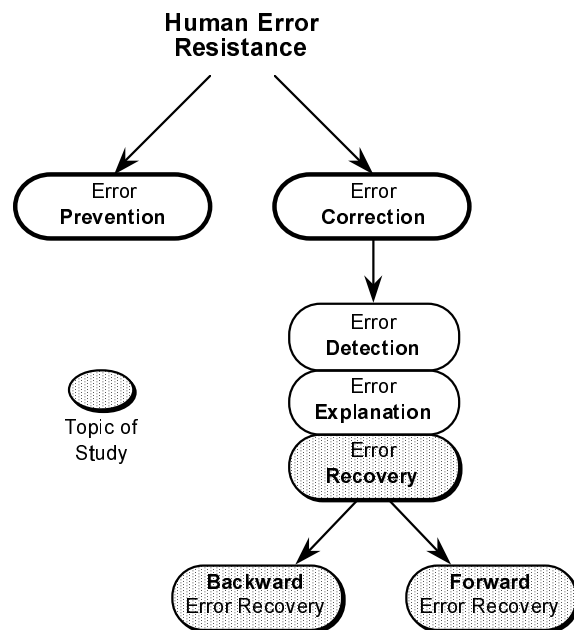 Human Error
Resistance
Error
Prevention
Error
Correction
Error
Detection
Error
Explanation
Error
Recovery
Topic of
Study
Backward
Error Recovery
Forward
Error Recovery